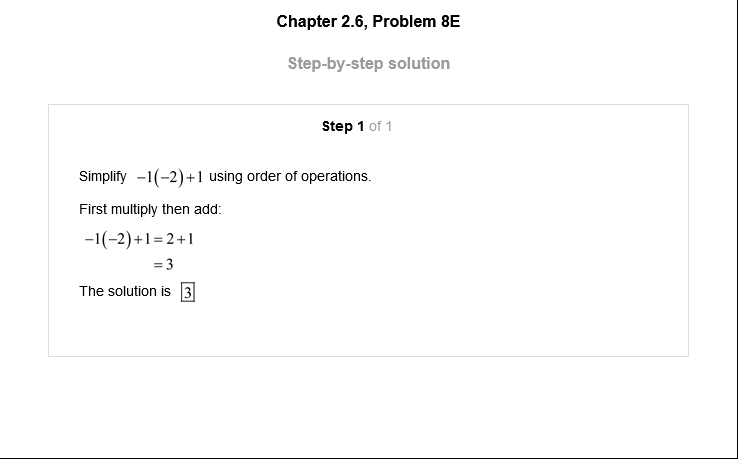 Chapter 2.6, Problem 8E
Step-by-step solution
Step 1 of 1
Simplify −1(−2)+1 using order of operations.
First multiply then add:
−1(−2)+1=2+1
=3
The solution is 3